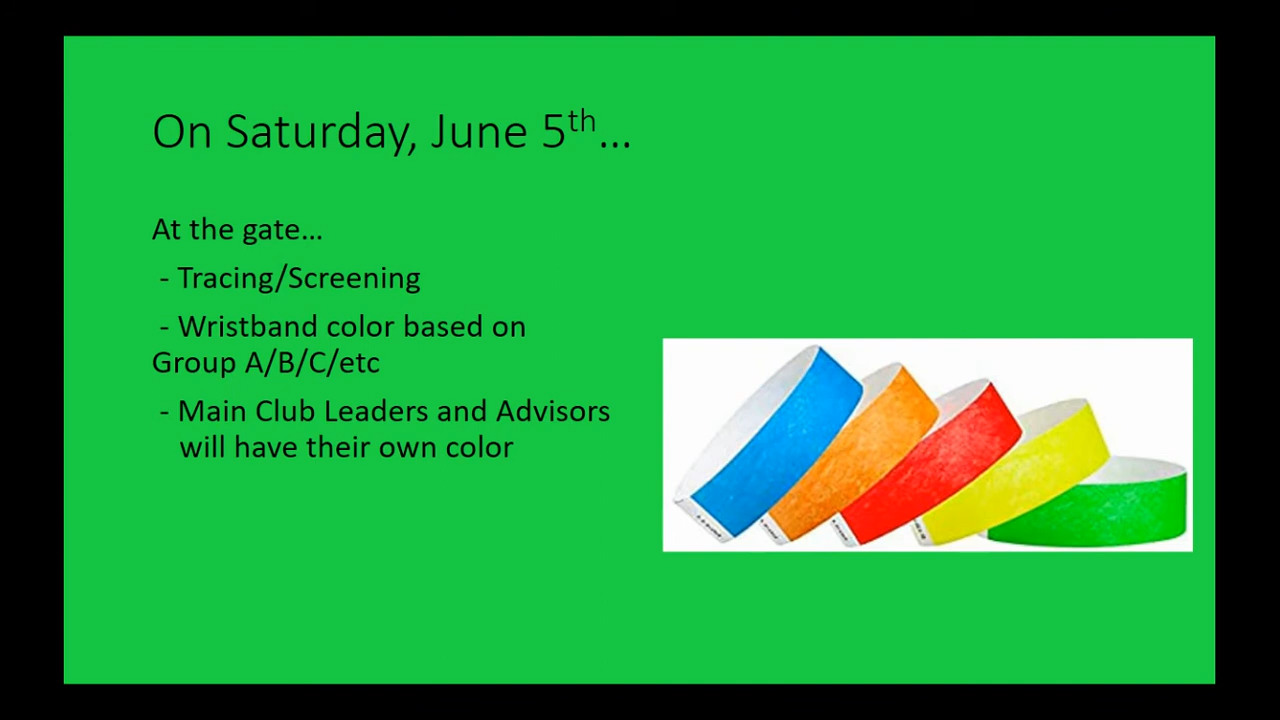 On Saturday, June 5th...
At the gate...
- Tracing/Screening
- Wristband color based on
Group A/B/C/etc
- Main Club Leaders and Advisors
will have their own color